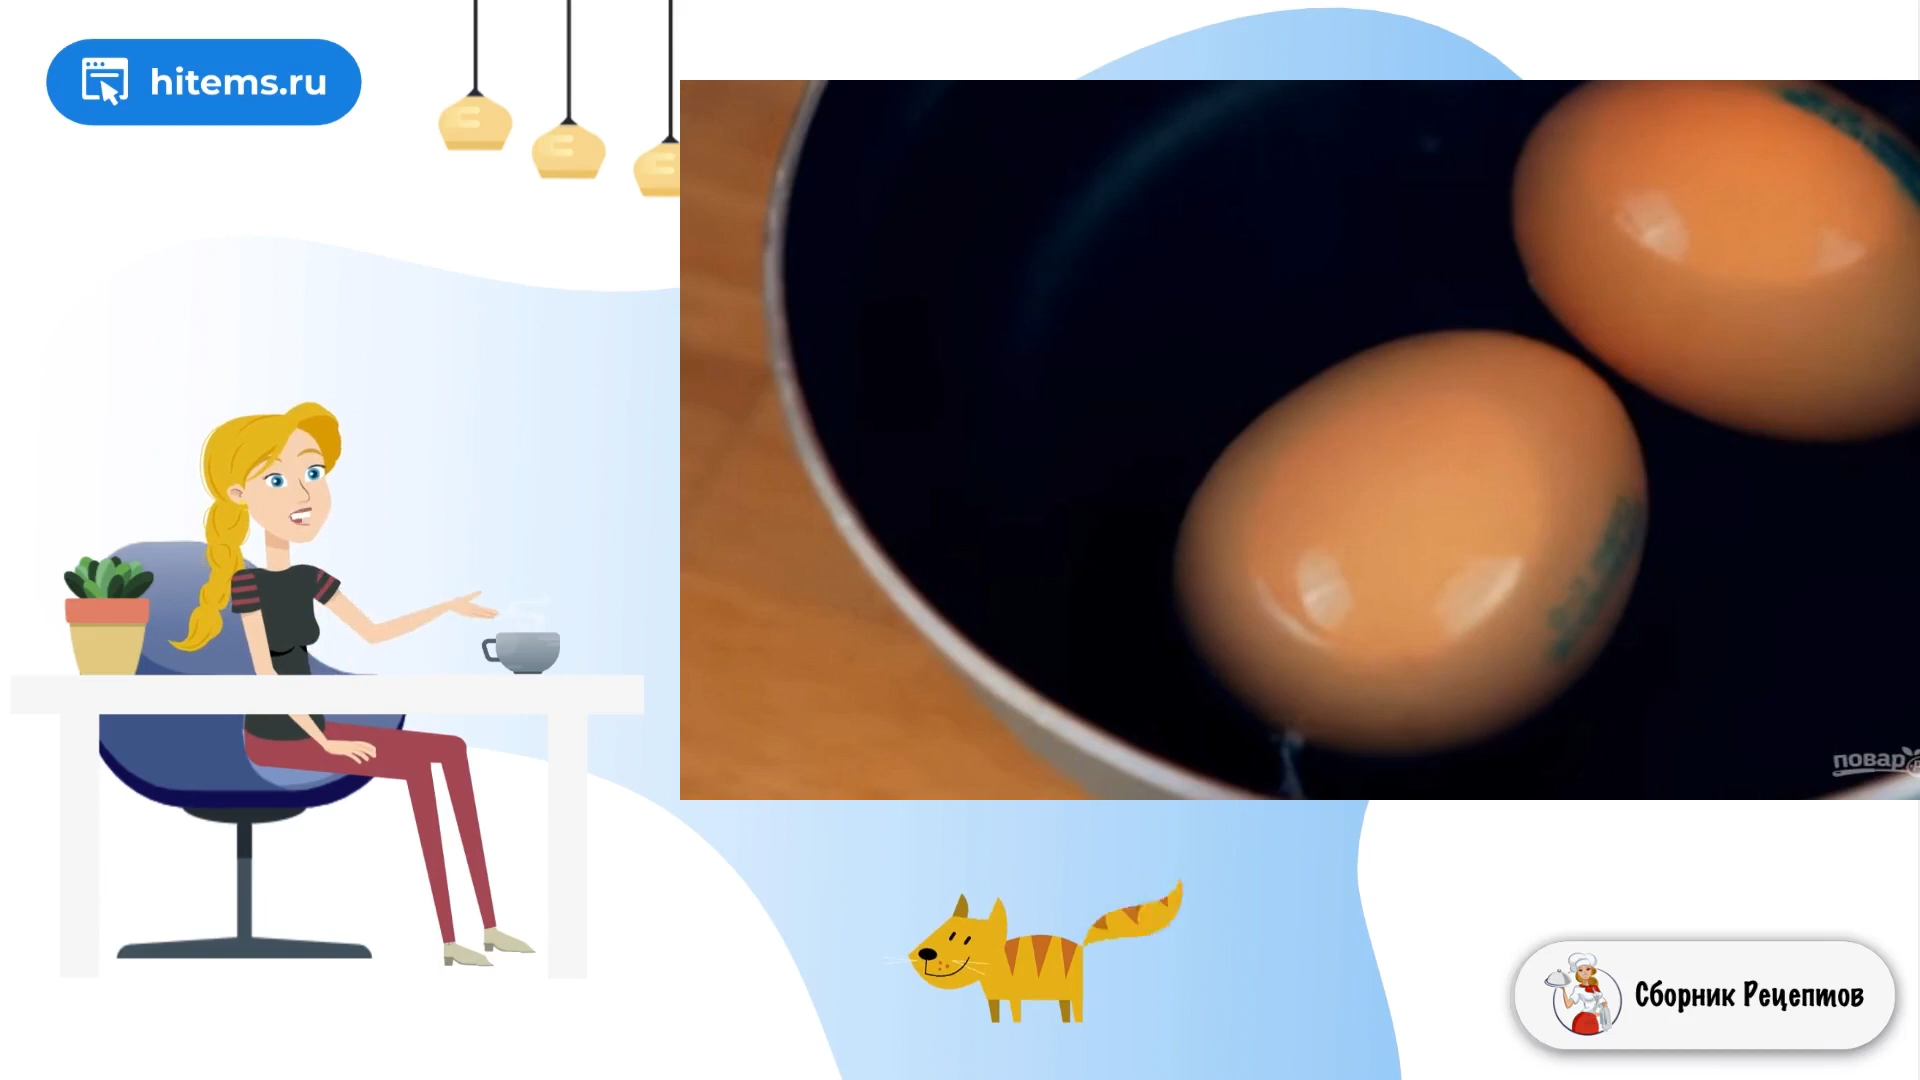 hitems.ru
повар
Сборник Рецептов